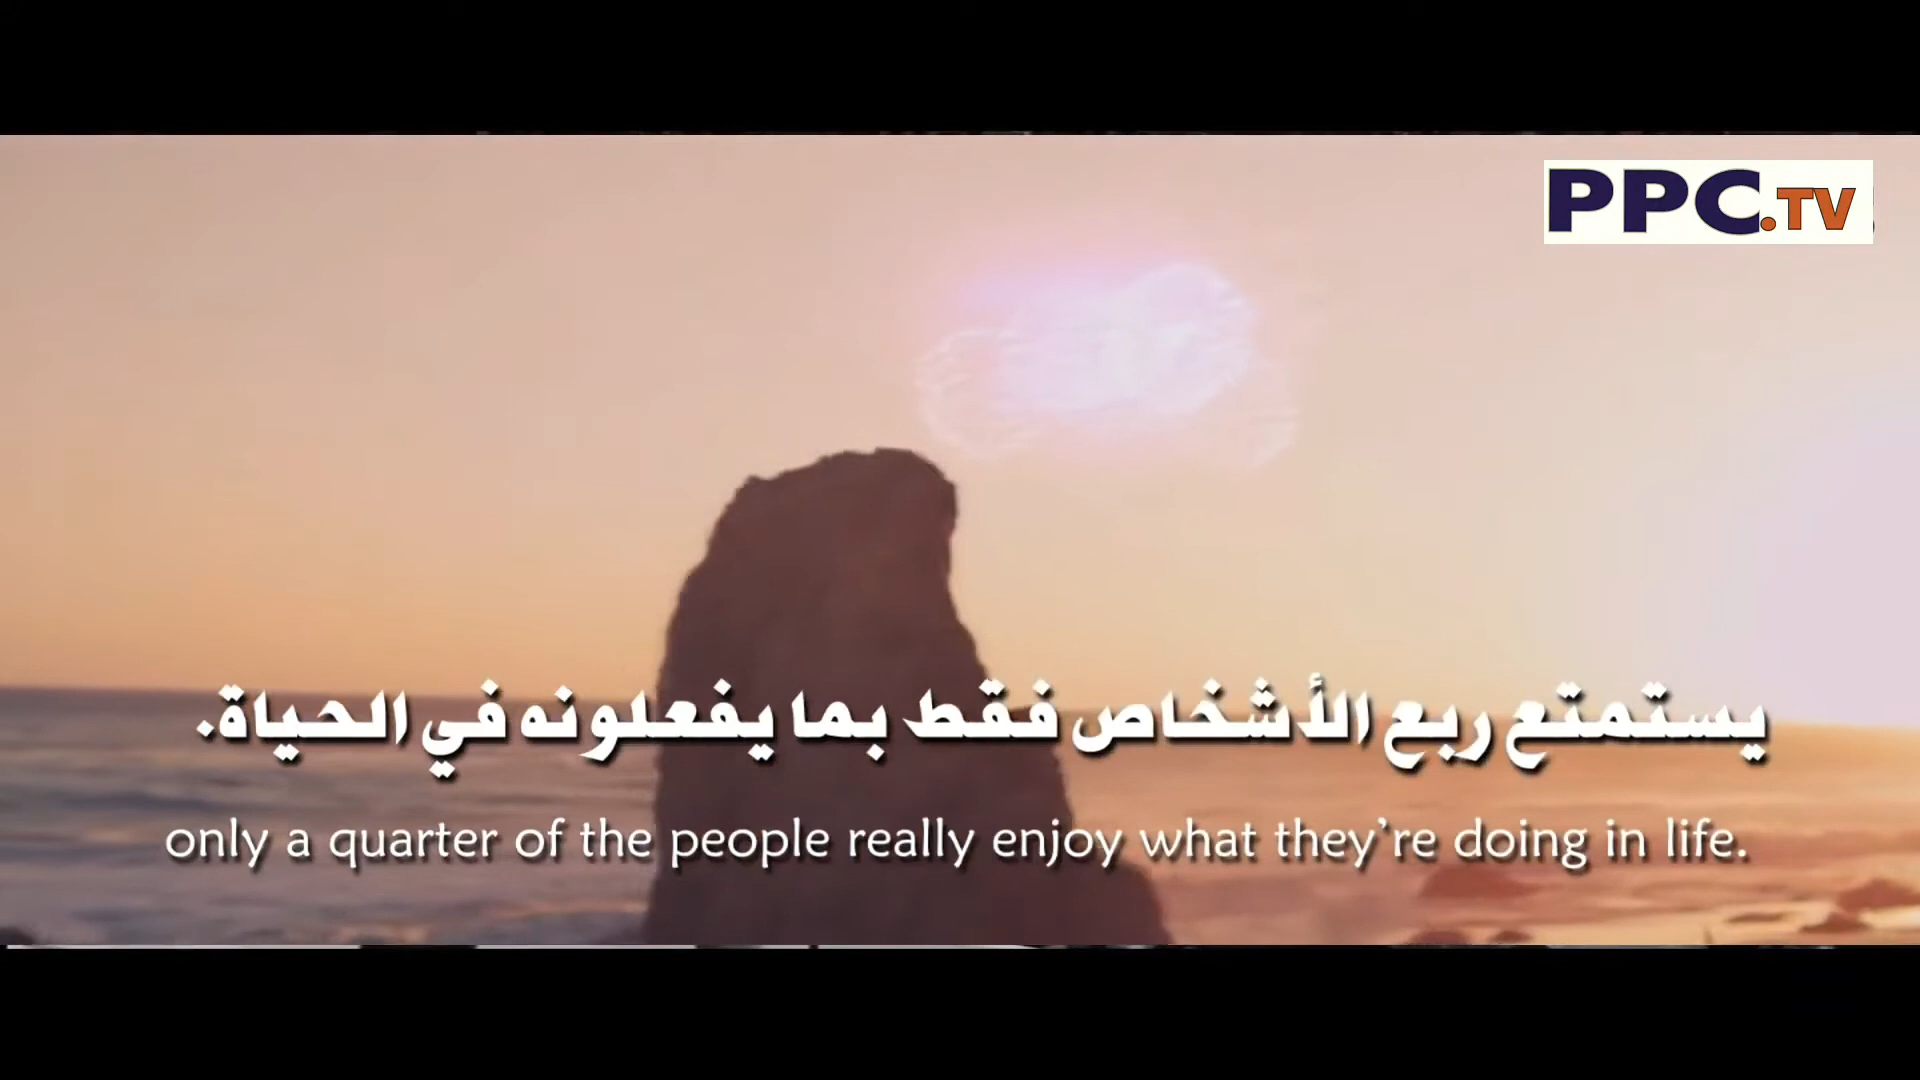 PPC.TV
يستمتع ربع الأشخاص فقط بما يفعلونه في الحياة.
only a quarter of the people really enjoy what they're doing in life.